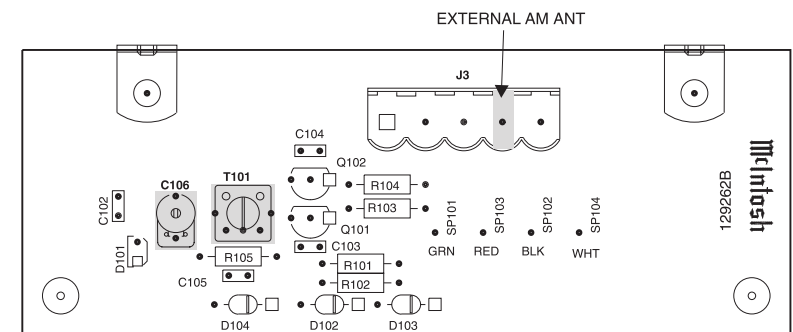 EXTERNAL AM ANT
J3
C104
Q102
C106
T101
R104
C102
R103
SP101
SP103
SP102
SP104
129262B
McIntosh
Q101
D101
C103
GRN
RED
BLK
WHT
R105
R101
C105
R102
D104
D102
D103